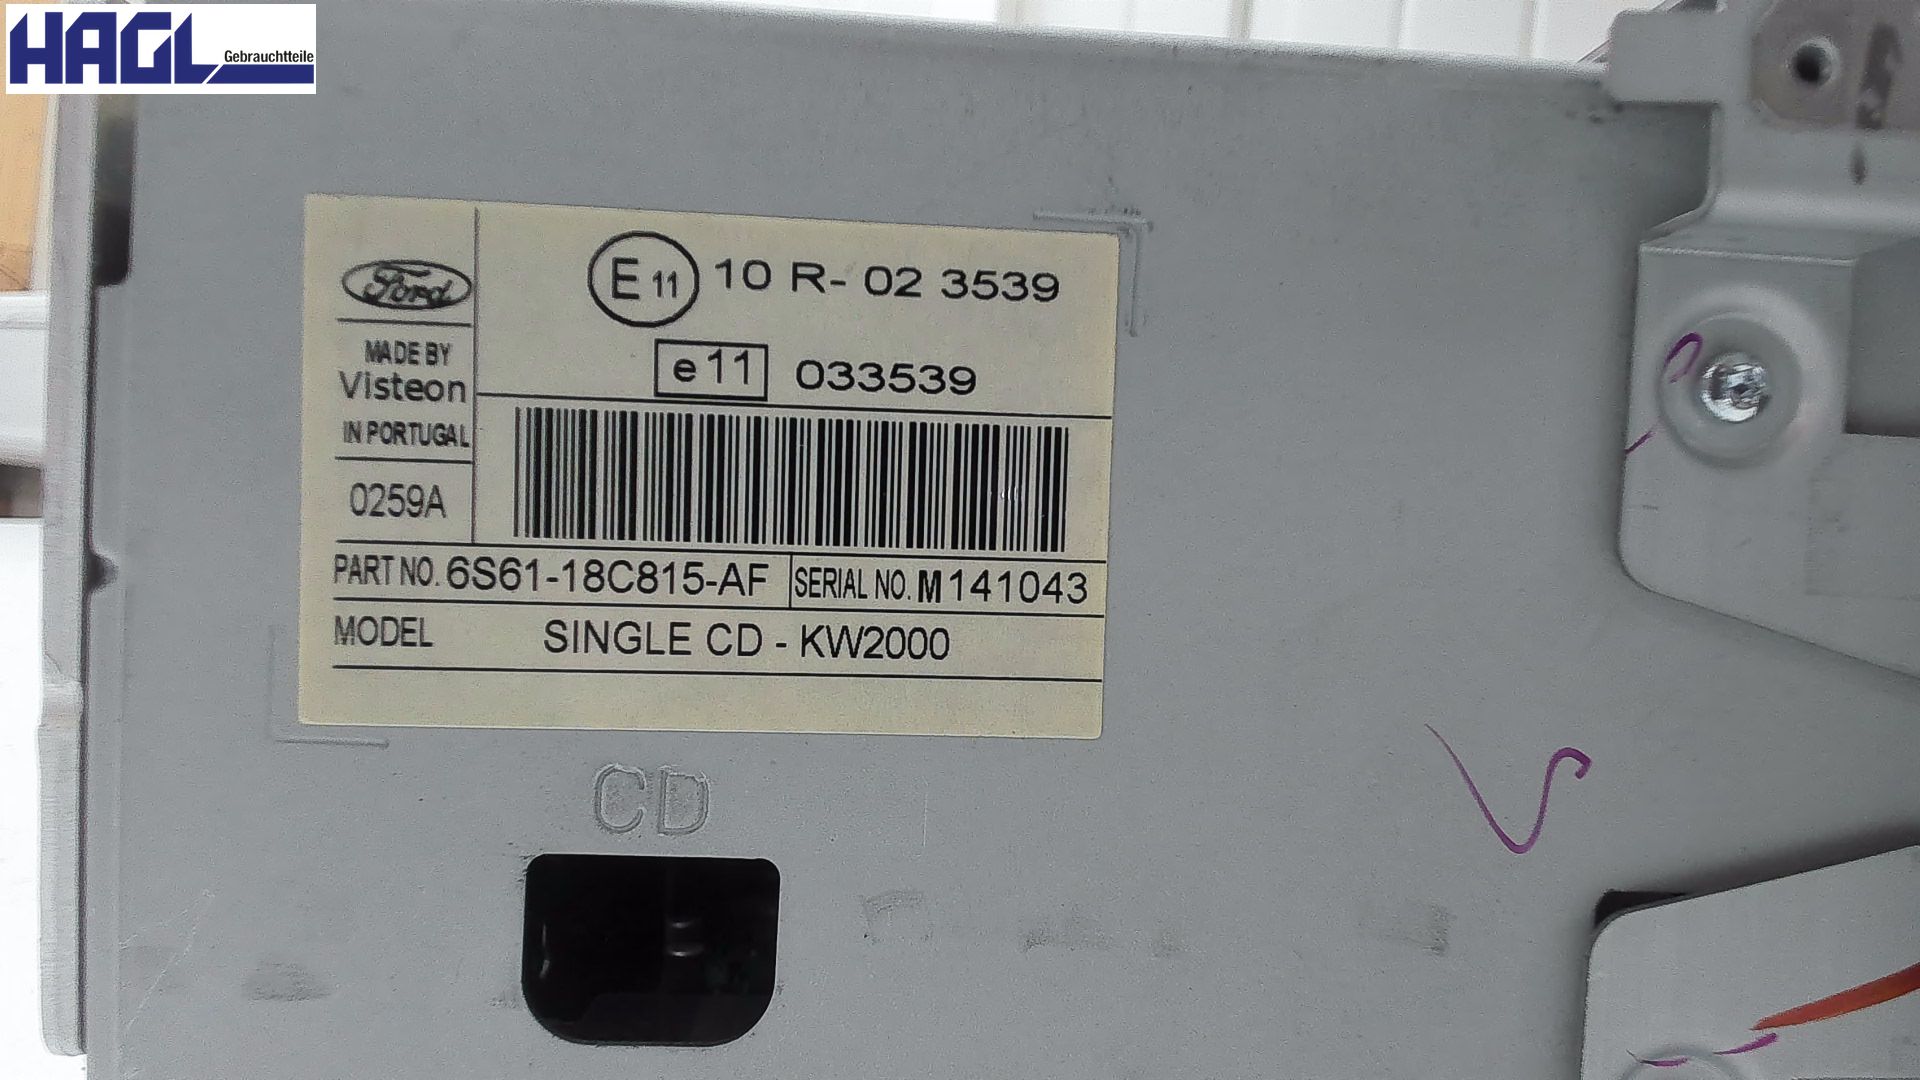 HAGL Gebrauchtteile
Ford
MADE BY
Visteon
IN PORTUGAL
0259A
E 11 10 R- 02 3539
e11 033539
PART NO. 6S61-18C815-AF SERIAL NO. M141043
MODEL SINGLE CD - KW2000
CD